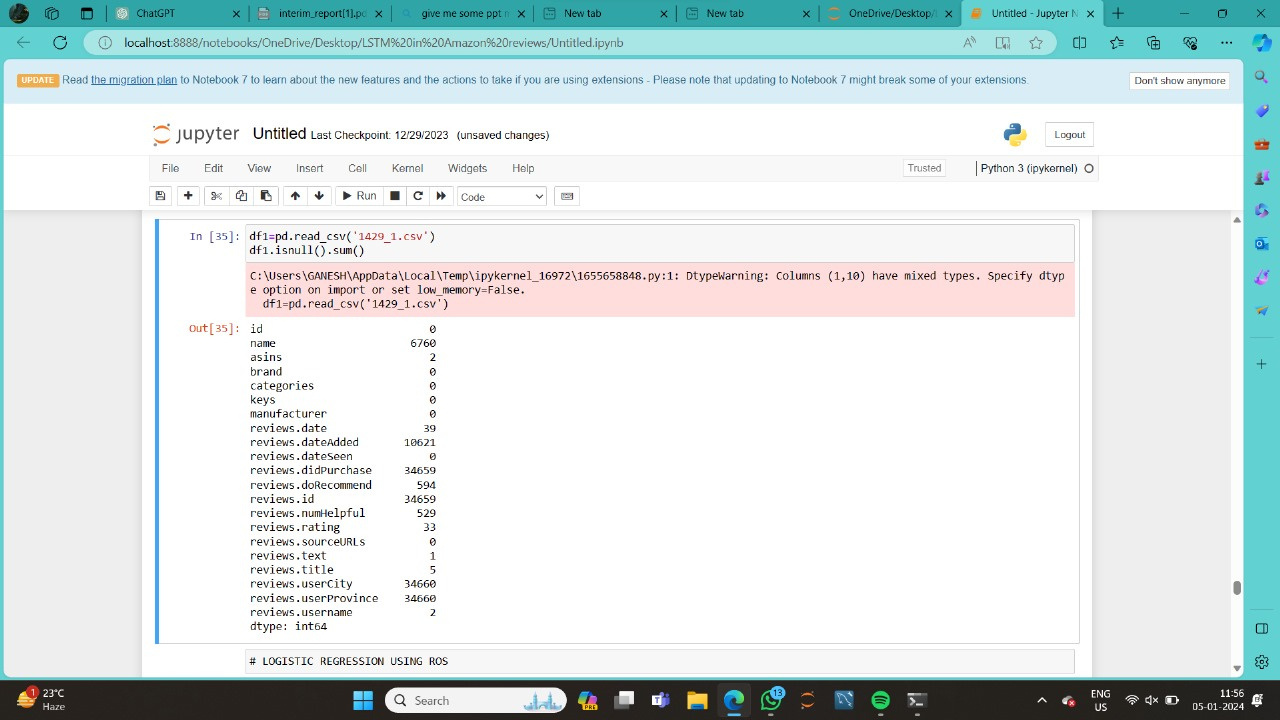 ChatGPT
interim_report[1].pd
give me some ppt n
New tab
New tab
OneDrive/Desktop/L
Untitled - Jupyter N
localhost:8888/notebooks/OneDrive/Desktop/LSTM%20in%20Amazon%20reviews/Untitled.ipynb
UPDATE Read the migration plan to Notebook 7 to learn about the new features and the actions to take if you are using extensions - Please note that updating to Notebook 7 might break some of your extensions.
Don't show anymore
jupyter Untitled Last Checkpoint: 12/29/2023 (unsaved changes)
Logout
File Edit View Insert Cell Kernel Widgets Help
Trusted
Python 3 (ipykernel)
Run
Code
In [35]: df1=pd.read_csv('1429_1.csv')
df1.isnull().sum()
C:\Users\GANESH\AppData\Local\Temp\ipykernel_16972\1655658848.py:1: DtypeWarning: Columns (1,10) have mixed types. Specify dtyp
e option on import or set low_memory=False.
df1=pd.read_csv('1429_1.csv')
Out[35]: id 0
name 6760
asins 2
brand 0
categories 0
keys 0
manufacturer 0
reviews.date 39
reviews.dateAdded 10621
reviews.dateSeen 0
reviews.didPurchase 34659
reviews.doRecommend 594
reviews.id 34659
reviews.numHelpful 529
reviews.rating 33
reviews.sourceURLs 0
reviews.text 1
reviews.title 5
reviews.userCity 34660
reviews.userProvince 34660
reviews.username 2
dtype: int64
# LOGISTIC REGRESSION USING ROS
1
23°C
Haze
Search
PRE
13
ENG
US
11:56
05-01-2024